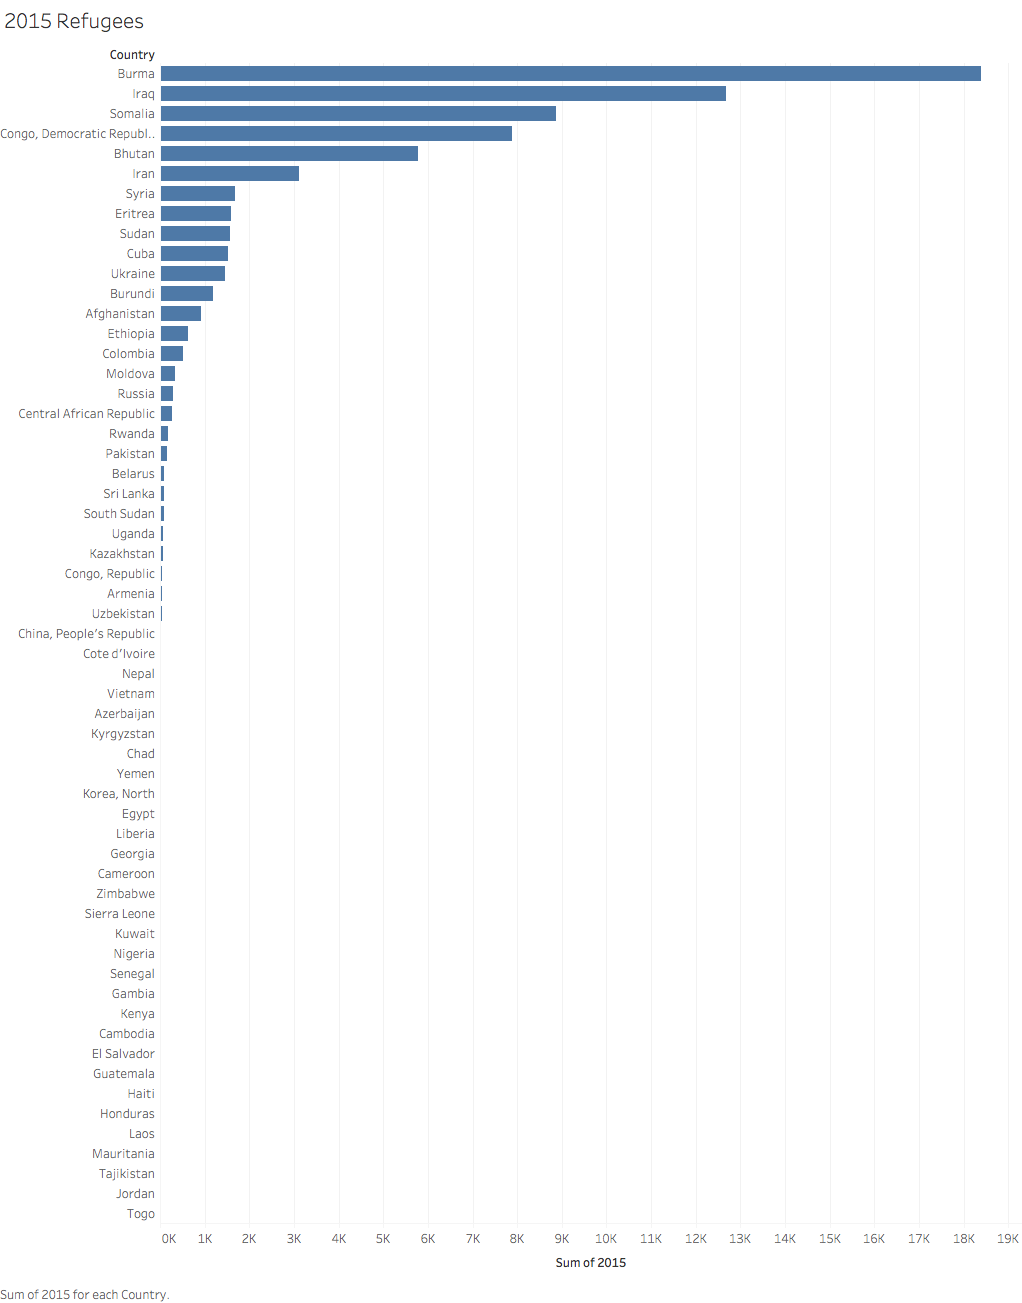 2015 Refugees
Country
Burma
Iraq
Somalia
Congo, Democratic Republ..
Bhutan
Iran
Syria
Eritrea
Sudan
Cuba
Ukraine
Burundi
Afghanistan
Ethiopia
Colombia
Moldova
Russia
Central African Republic
Rwanda
Pakistan
Belarus
Sri Lanka
South Sudan
Uganda
Kazakhstan
Congo, Republic
Armenia
Uzbekistan
China, People's Republic
Cote d'Ivoire
Nepal
Vietnam
Azerbaijan
Kyrgyzstan
Chad
Yemen
Korea, North
Egypt
Liberia
Georgia
Cameroon
Zimbabwe
Sierra Leone
Kuwait
Nigeria
Senegal
Gambia
Kenya
Cambodia
El Salvador
Guatemala
Haiti
Honduras
Laos
Mauritania
Tajikistan
Jordan
Togo
0K 1K 2K 3K 4K 5K 6K 7K 8K 9K 10K 11K 12K 13K 14K 15K 16K 17K 18K 19K
Sum of 2015
Sum of 2015 for each Country.